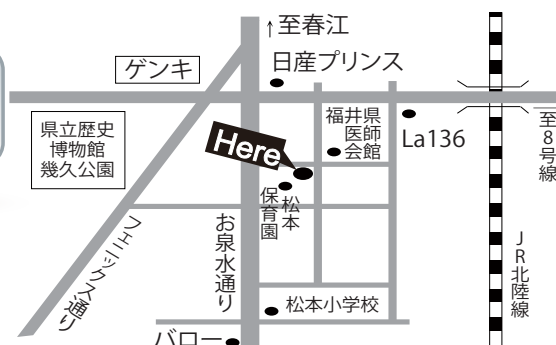 ↑至春江
日産プリンス
ゲンキ
県立歴史
博物館
幾久公園
福井県
医師
会館
La136
至8号線
Here
松本
保育園
お泉水通り
フェニックス通り
JR北陸線
松本小学校
バロー